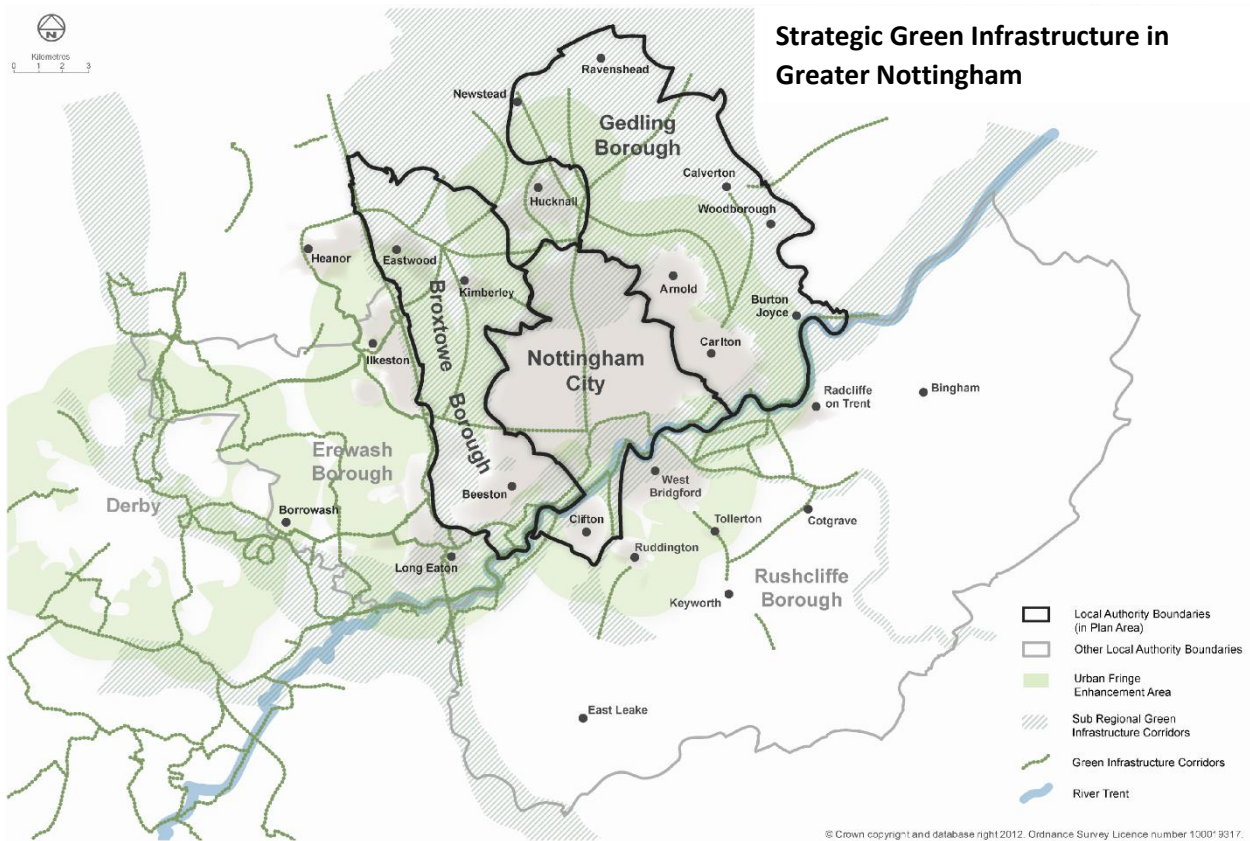 Strategic Green Infrastructure in
Greater Nottingham
N
Kilometres
0 1 2 3
Ravenshead
Newstead
Gedling
Borough
Calverton
Hucknall
Woodborough
Heanor
Eastwood
Kimberley
Arnold
Broxtowe
Borough
Burton
Joyce
Ilkeston
Carlton
Nottingham
City
Bingham
Radcliffe
on Trent
Erewash
Borough
West
Bridgford
Beeston
Derby
Borrowash
Clifton
Tollerton
Cotgrave
Long Eaton
Ruddington
Rushcliffe
Borough
Keyworth
East Leake
Local Authority Boundaries
(in Plan Area)
Other Local Authority Boundaries
Urban Fringe
Enhancement Area
Sub Regional Green
Infrastructure Corridors
Green Infrastructure Corridors
River Trent
© Crown copyright and database right 2012. Ordnance Survey Licence number 100019317.